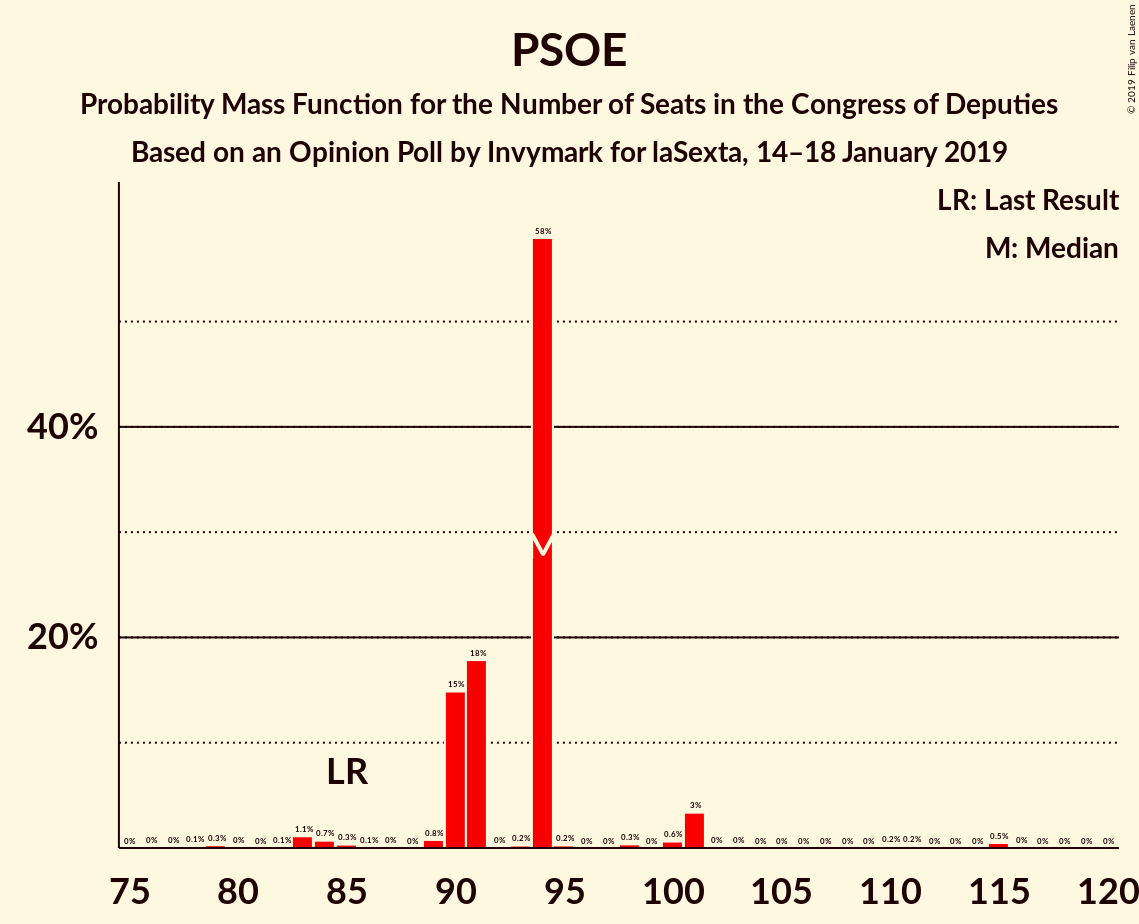 PSOE
Probability Mass Function for the Number of Seats in the Congress of Deputies
Based on an Opinion Poll by Invymark for laSexta, 14–18 January 2019
© 2019 Filip van Laenen
LR: Last Result
M: Median
58%
40%
20%
18%
15%
LR
0% 0% 0% 0.1% 0.3% 0% 0% 0.1% 1.1% 0.7% 0.3% 0.1% 0% 0% 0.8% 0% 0.2% 0.2% 0% 0% 0.3% 0% 0.6% 3% 0% 0% 0% 0% 0% 0% 0% 0% 0.2% 0.2% 0% 0% 0% 0.5% 0% 0% 0% 0% 0%
75 80 85 90 95 100 105 110 115 120